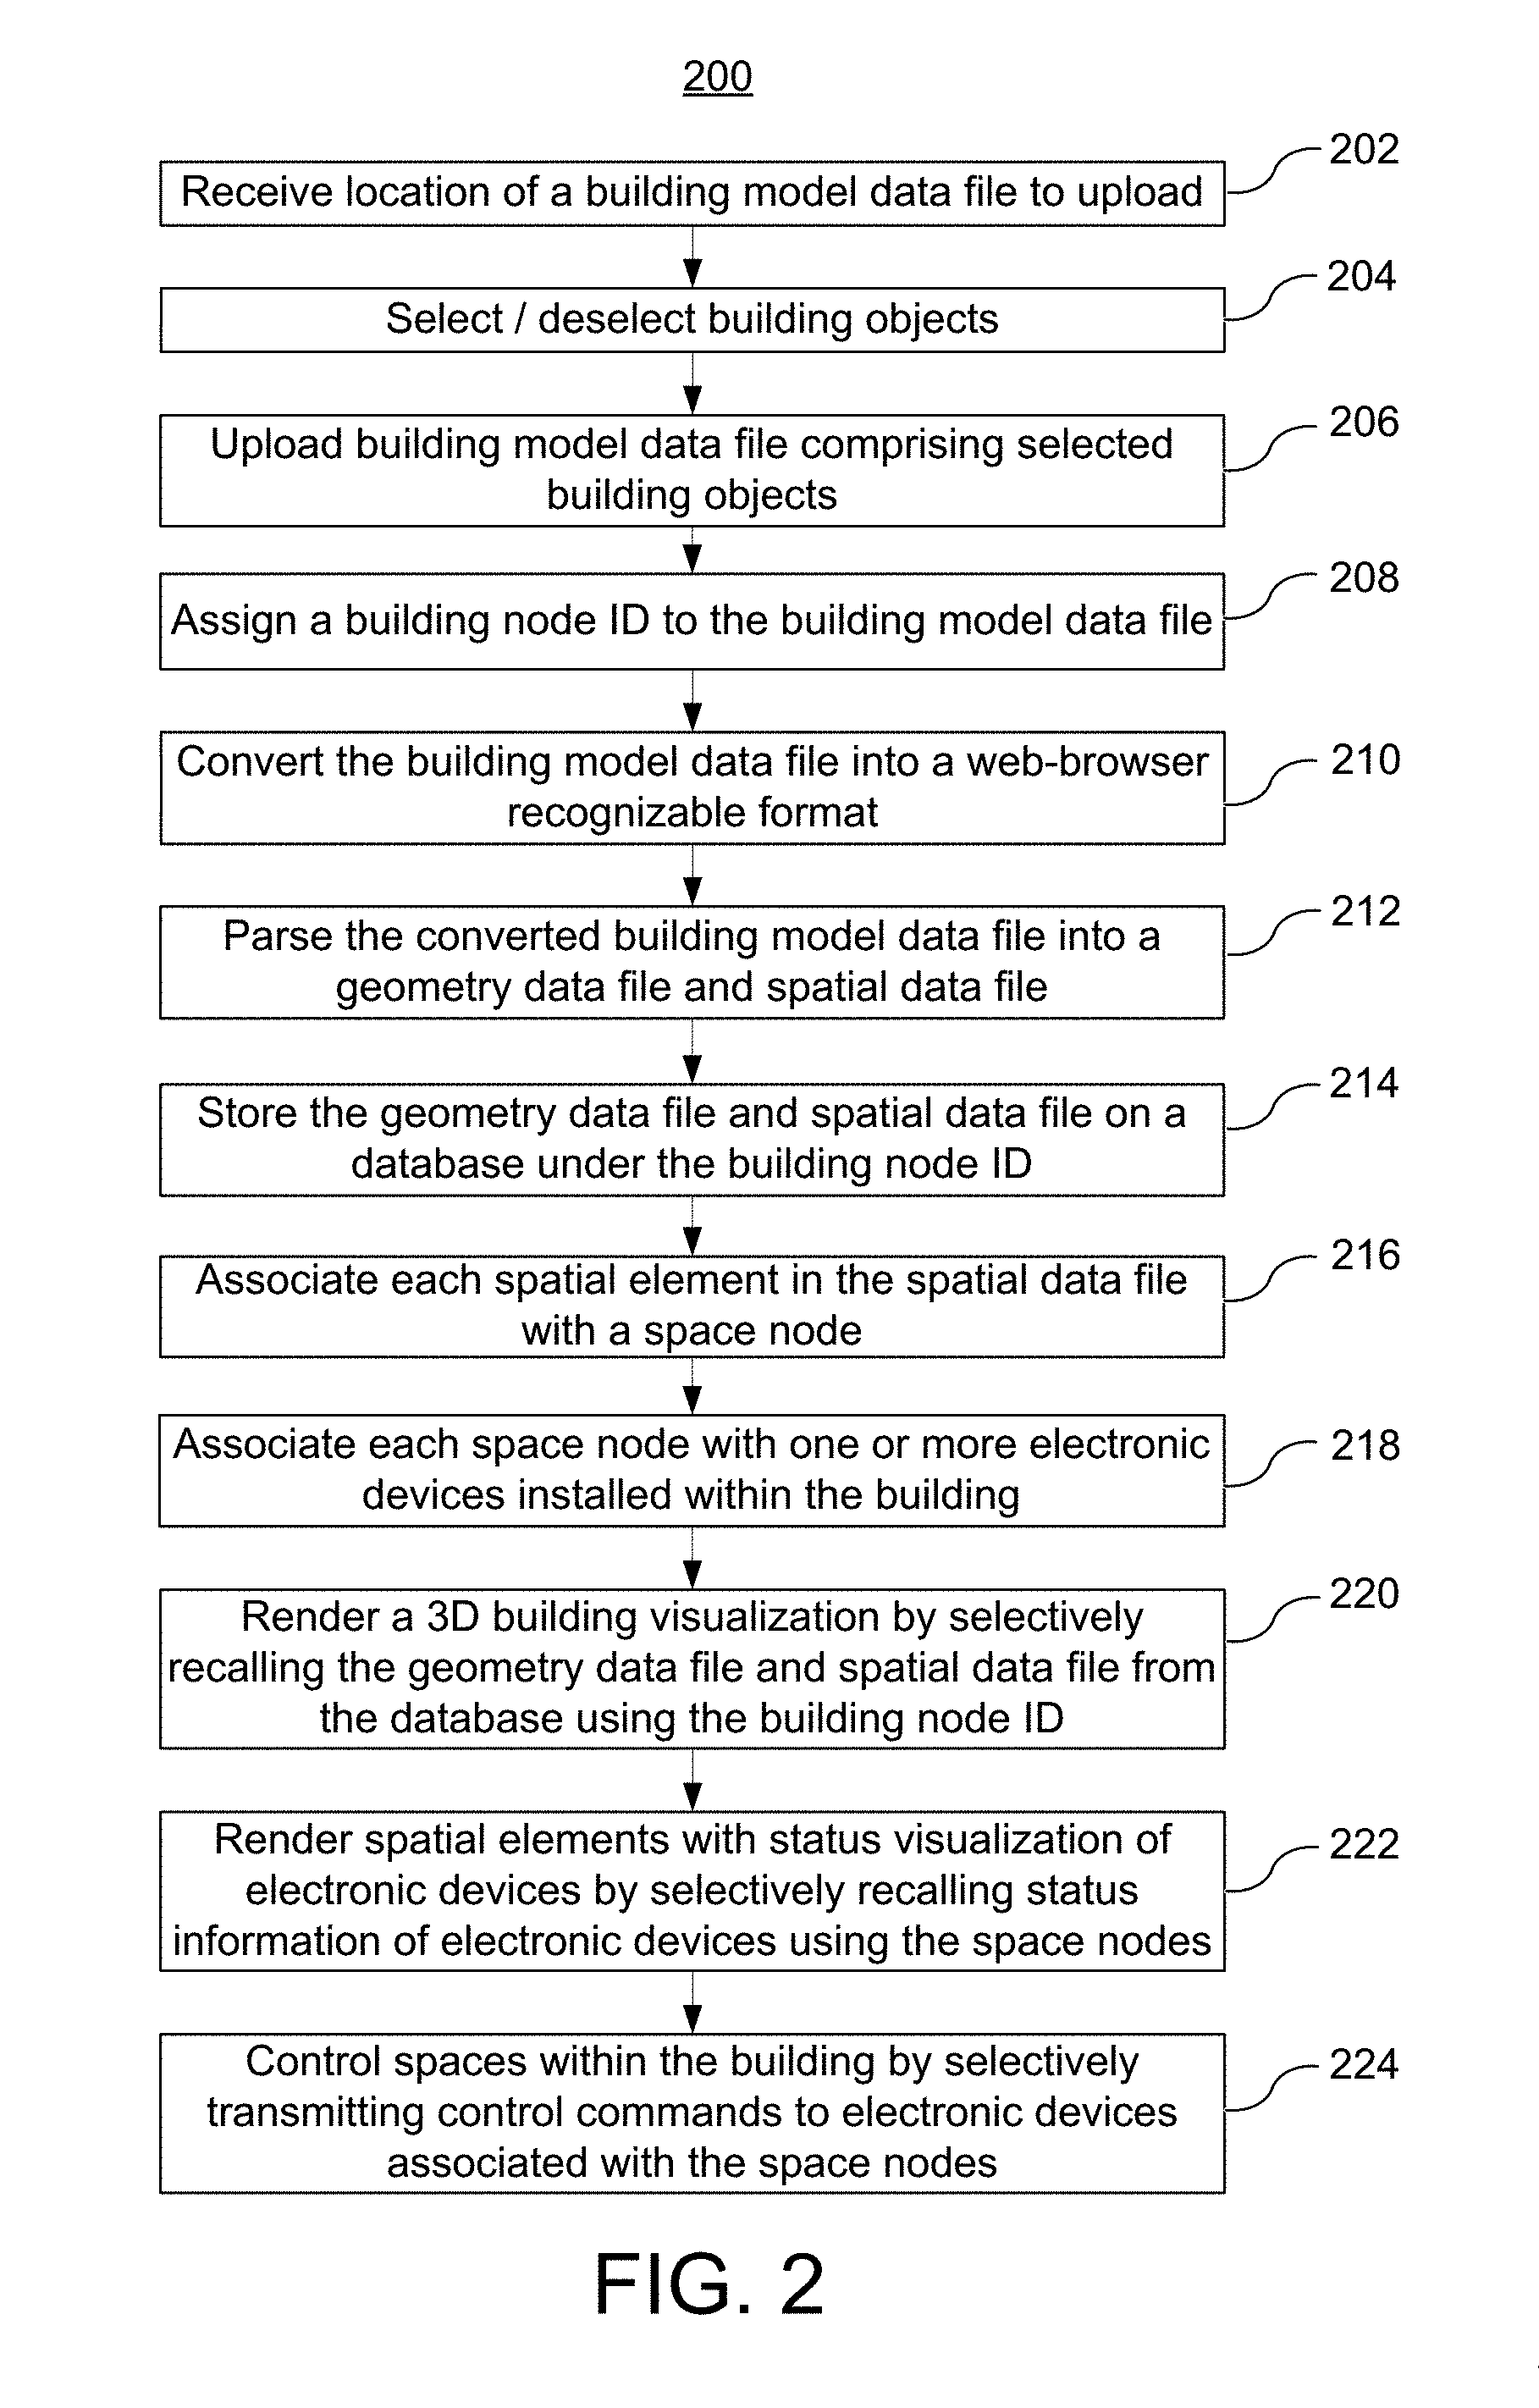 200
202
Receive location of a building model data file to upload
204
Select / deselect building objects
206
Upload building model data file comprising selected
building objects
208
Assign a building node ID to the building model data file
210
Convert the building model data file into a web-browser
recognizable format
212
Parse the converted building model data file into a
geometry data file and spatial data file
214
Store the geometry data file and spatial data file on a
database under the building node ID
216
Associate each spatial element in the spatial data file
with a space node
218
Associate each space node with one or more electronic
devices installed within the building
220
Render a 3D building visualization by selectively
recalling the geometry data file and spatial data file from
the database using the building node ID
222
Render spatial elements with status visualization of
electronic devices by selectively recalling status
information of electronic devices using the space nodes
224
Control spaces within the building by selectively
transmitting control commands to electronic devices
associated with the space nodes
FIG. 2